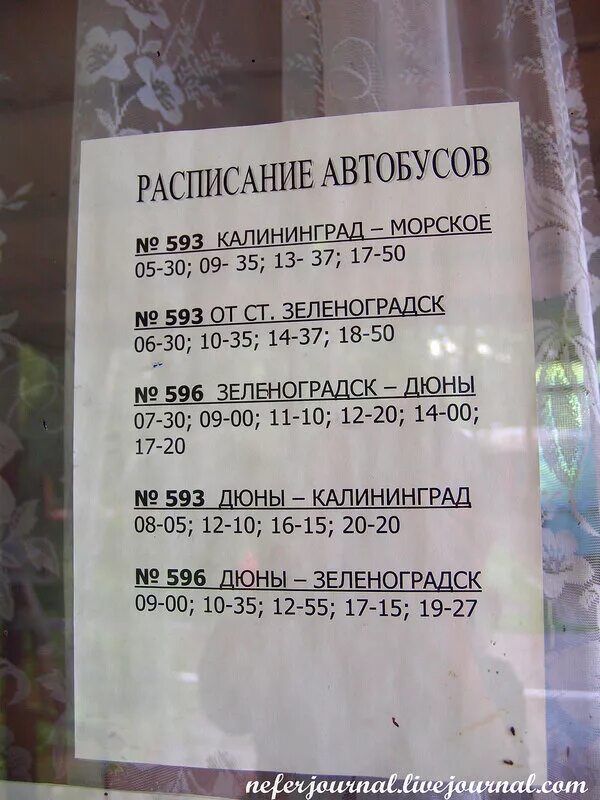 РАСПИСАНИЕ АВТОБУСОВ
№ 593 КАЛИНИНГРАД – МОРСКОЕ
05-30; 09- 35; 13- 37; 17-50
№ 593 ОТ СТ. ЗЕЛЕНОГРАДСК
06-30; 10-35; 14-37; 18-50
№ 596 ЗЕЛЕНОГРАДСК – ДЮНЫ
07-30; 09-00; 11-10; 12-20; 14-00;
17-20
№ 593 ДЮНЫ – КАЛИНИНГРАД
08-05; 12-10; 16-15; 20-20
№ 596 ДЮНЫ – ЗЕЛЕНОГРАДСК
09-00; 10-35; 12-55; 17-15; 19-27
neferjournal.livejournal.com